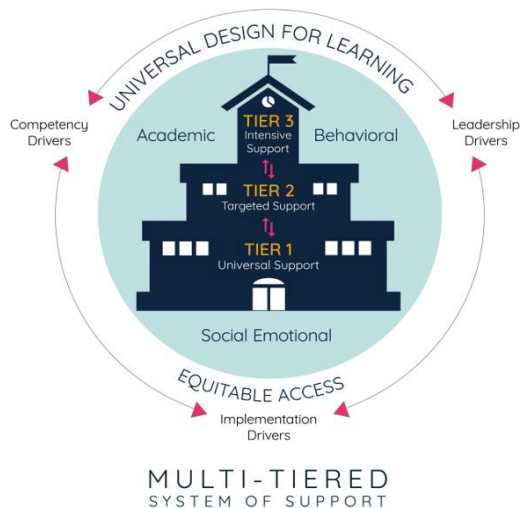 UNIVERSAL DESIGN FOR LEARNING
Competency
Drivers
Academic
TIER 3
Intensive
Support
Behavioral
Leadership
Drivers
TIER 2
Targeted Support
TIER 1
Universal Support
Social Emotional
EQUITABLE ACCESS
Implementation
Drivers
MULTI-TIERED
SYSTEM OF SUPPORT